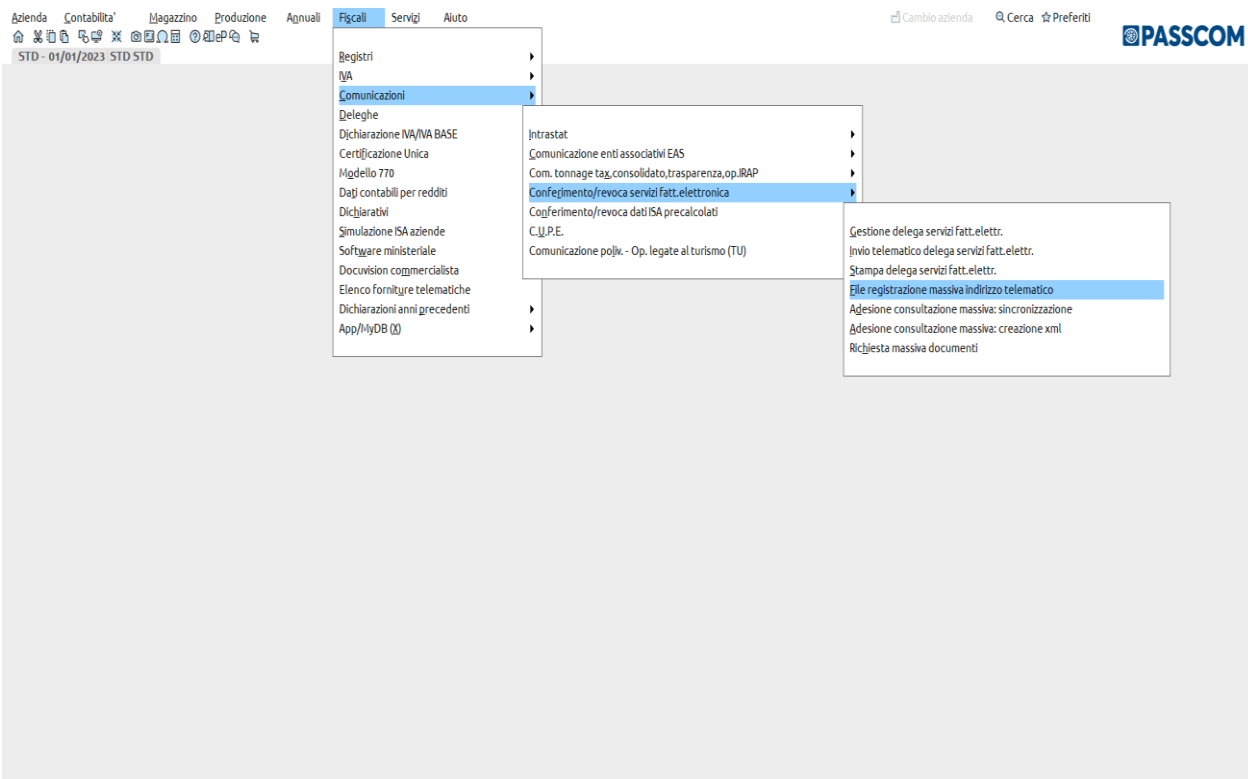 Azienda Contabilita' Magazzino Produzione Annuali Fiscali Servizi Aiuto Cambio azienda Cerca Preferiti
PASSCOM
STD - 01/01/2023 STD STD
Registri
IVA
Comunicazioni
Deleghe
Dichiarazione IVA/IVA BASE
Certificazione Unica
Modello 770
Dati contabili per redditi
Dichiarativi
Simulazione ISA aziende
Software ministeriale
Docuvision commercialista
Elenco forniture telematiche
Dichiarazioni anni precedenti
App/MyDB (X)
Intrastat
Comunicazione enti associativi EAS
Com. tonnage tax,consolidato,trasparenza,op.IRAP
Conferimento/revoca servizi fatt.elettronica
Conferimento/revoca dati ISA precalcolati
C.U.P.E.
Comunicazione poliv. - Op. legate al turismo (TU)
Gestione delega servizi fatt.elettr.
Invio telematico delega servizi fatt.elettr.
Stampa delega servizi fatt.elettr.
File registrazione massiva indirizzo telematico
Adesione consultazione massiva: sincronizzazione
Adesione consultazione massiva: creazione xml
Richiesta massiva documenti